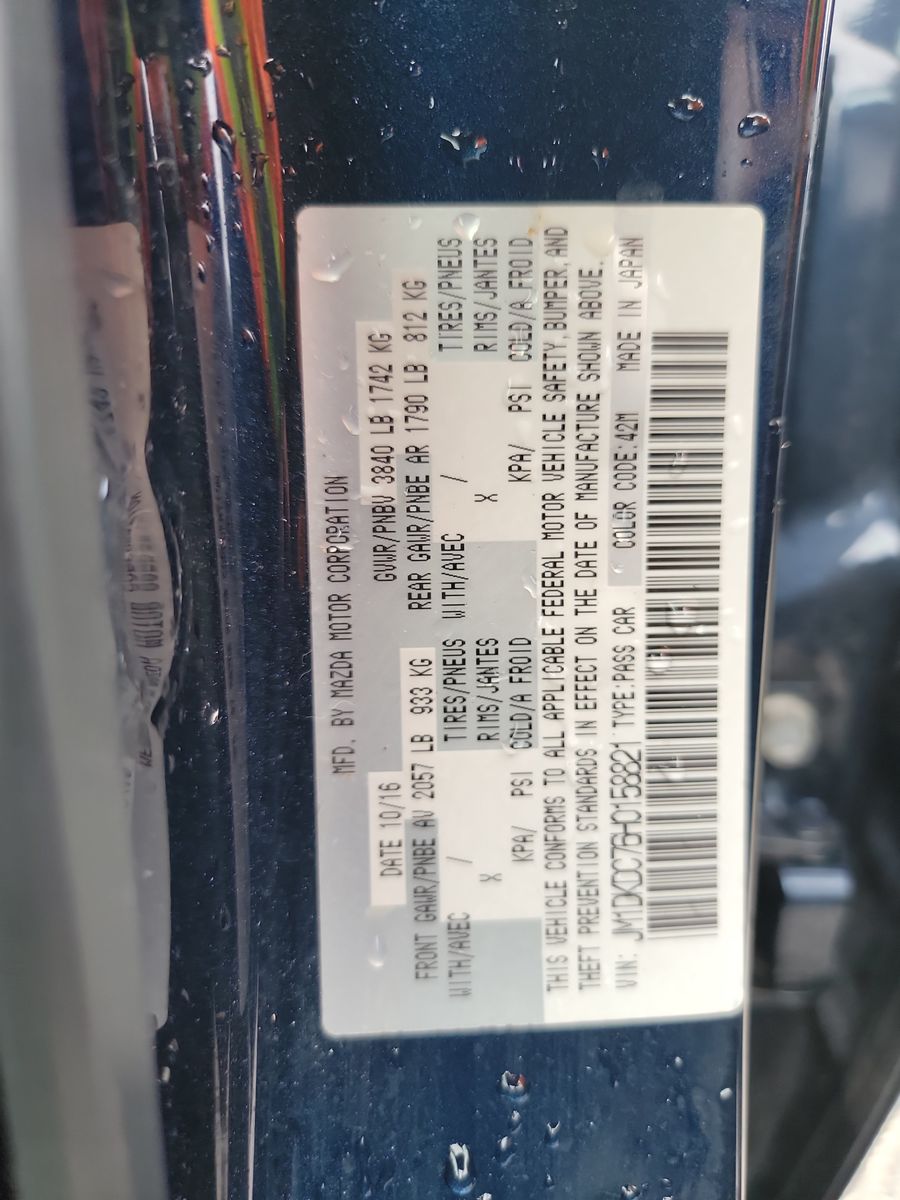 MFD. BY MAZDA MOTOR CORPORATION
DATE 10/16 GVWR/PNBV 3840 LB 1742 KG
FRONT GAWR/PNBE AV 2057 LB 933 KG REAR GAWR/PNBE AR 1790 LB 812 KG
WITH/AVEC / TIRES/PNEUS WITH/AVEC / TIRES/PNEUS
X RIMS/JANTES X RIMS/JANTES
KPA/ PSI COLD/A FROID KPA/ PSI COLD/A FROID
THIS VEHICLE CONFORMS TO ALL APPLICABLE FEDERAL MOTOR VEHICLE SAFETY, BUMPER, AND
THEFT PREVENTION STANDARDS IN EFFECT ON THE DATE OF MANUFACTURE SHOWN ABOVE.
VIN: JM1DKDC76H0158821 TYPE:PASS CAR COLOR CODE:42M MADE IN JAPAN